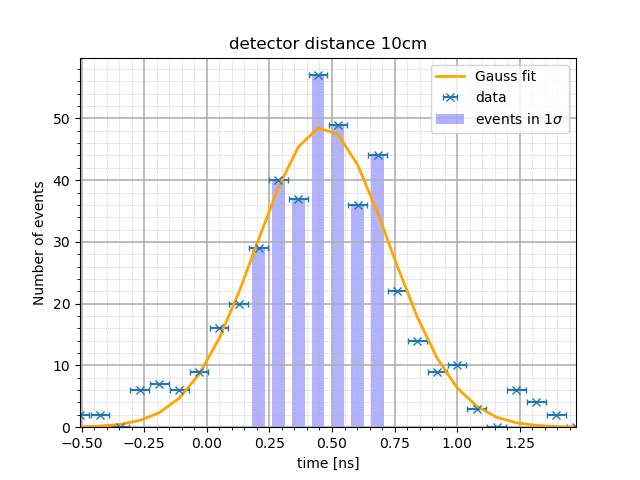 detector distance 10cm
Gauss fit
data
events in 1σ
Number of events
50
40
30
20
10
0
−0.50 −0.25 0.00 0.25 0.50 0.75 1.00 1.25
time [ns]